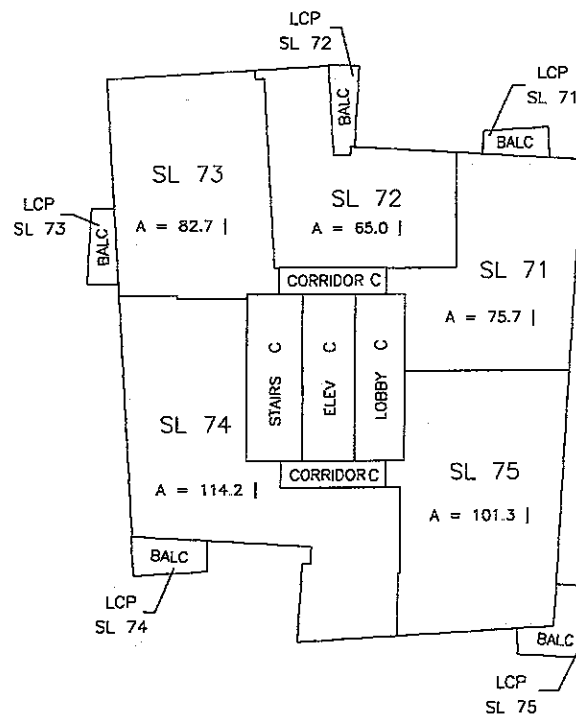 LCP
SL 72
LCP
SL 71
BALC
BALC
SL 73
A = 82.7 |
SL 72
A = 65.0 |
LCP
SL 73
BALC
SL 71
A = 75.7 |
CORRIDOR C
STAIRS C
ELEV C
LOBBY C
SL 74
A = 114.2 |
SL 75
A = 101.3 |
CORRIDOR C
BALC
LCP
SL 74
BALC
LCP
SL 75